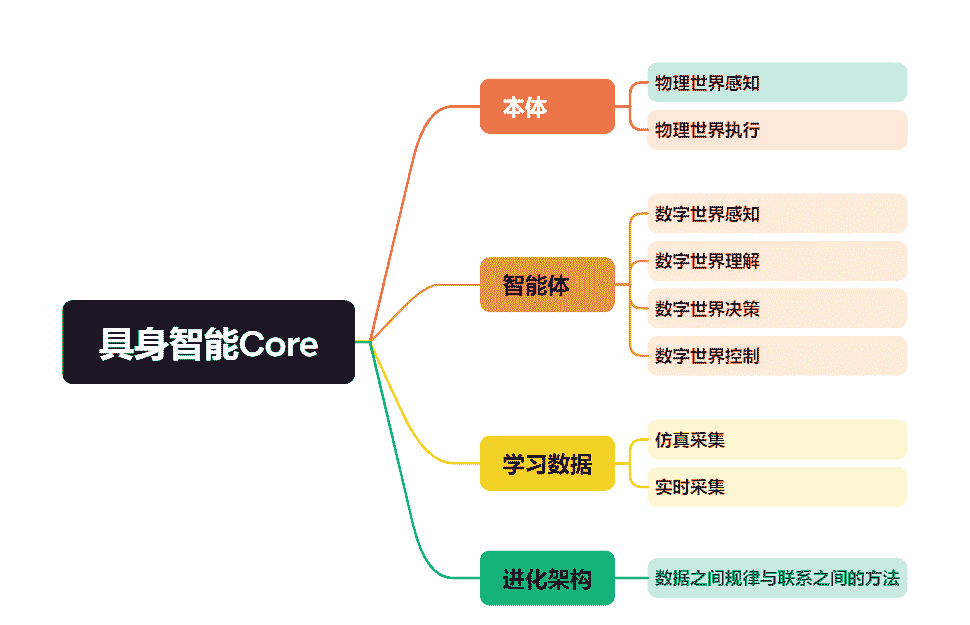 具身智能Core
本体
物理世界感知
物理世界执行
智能体
数字世界感知
数字世界理解
数字世界决策
数字世界控制
学习数据
仿真采集
实时采集
进化架构
数据之间规律与联系之间的方法